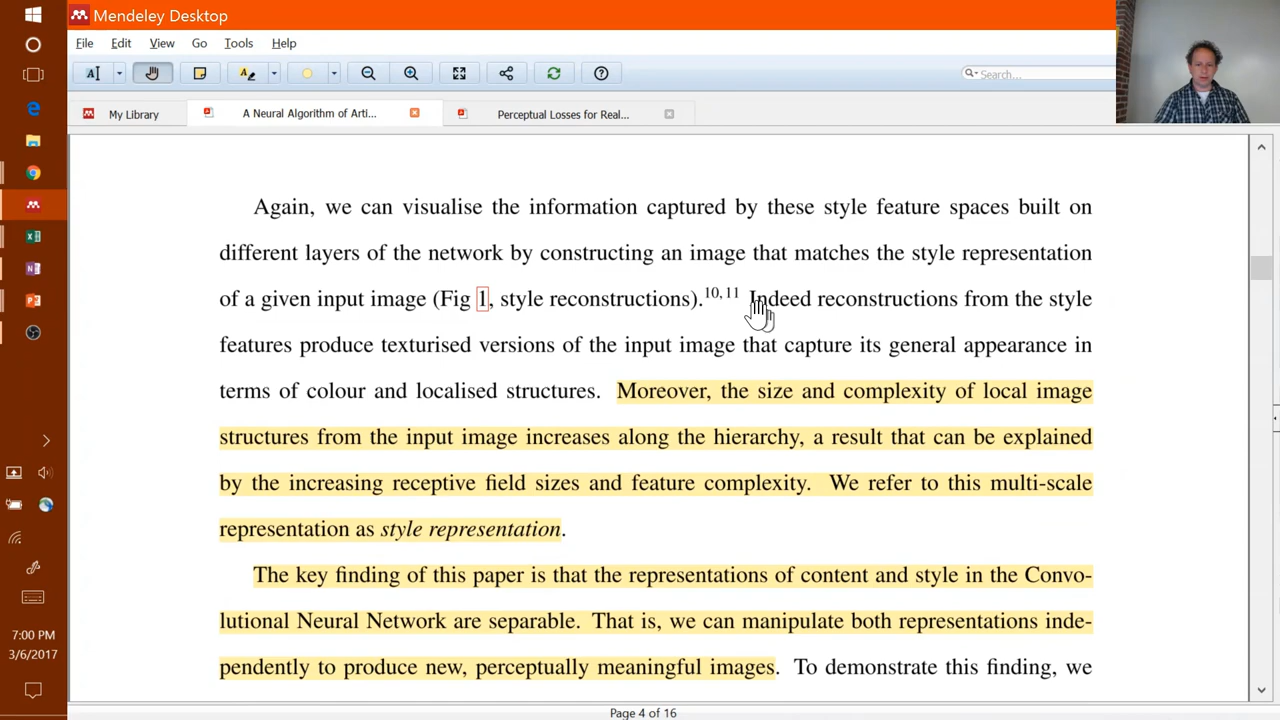 Mendeley Desktop
File Edit View Go Tools Help
Search...
My Library
A Neural Algorithm of Arti...
Perceptual Losses for Real...
Again, we can visualise the information captured by these style feature spaces built on
different layers of the network by constructing an image that matches the style representation
of a given input image (Fig 1, style reconstructions).10,11 Indeed reconstructions from the style
features produce texturised versions of the input image that capture its general appearance in
terms of colour and localised structures. Moreover, the size and complexity of local image
structures from the input image increases along the hierarchy, a result that can be explained
by the increasing receptive field sizes and feature complexity. We refer to this multi-scale
representation as style representation.
The key finding of this paper is that the representations of content and style in the Convo-
lutional Neural Network are separable. That is, we can manipulate both representations inde-
pendently to produce new, perceptually meaningful images. To demonstrate this finding, we
Page 4 of 16
7:00 PM
3/6/2017